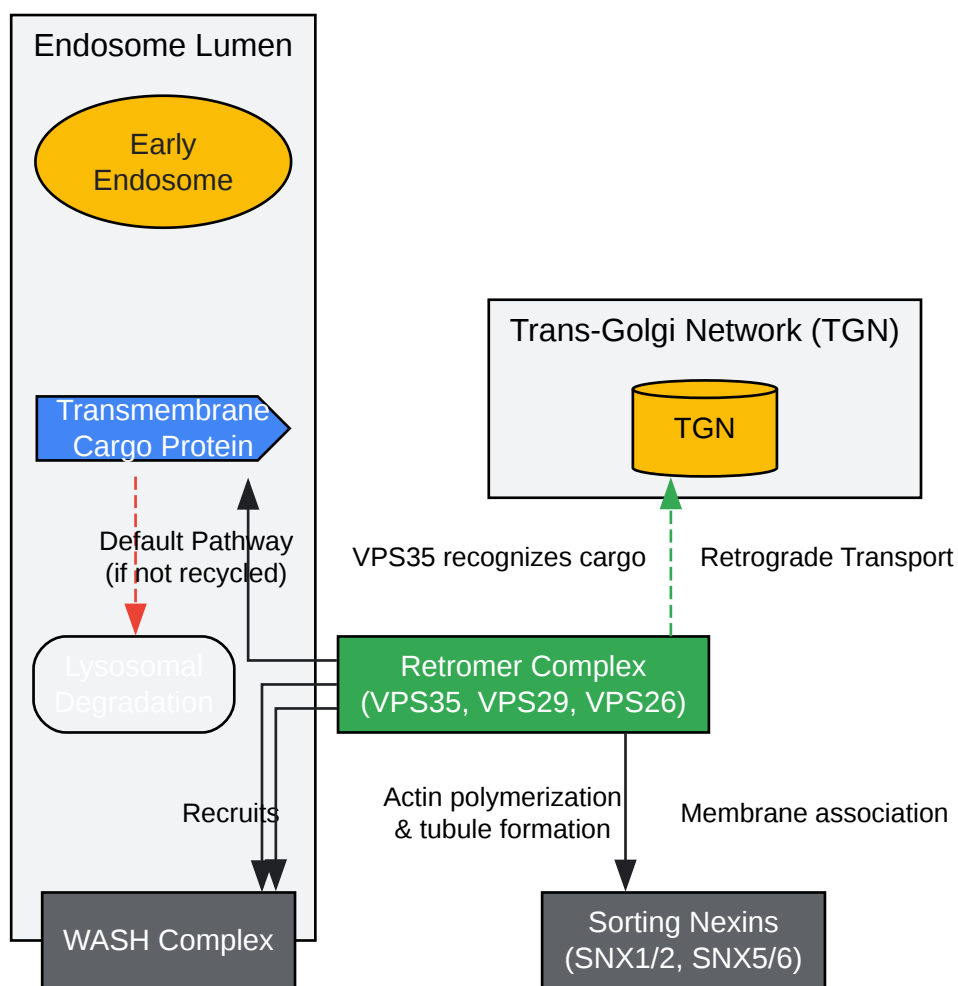 Endosome Lumen
Early
Endosome
Trans-Golgi Network (TGN)
TGN
Transmembrane
Cargo Protein
Default Pathway
(if not recycled)
VPS35 recognizes cargo
Retrograde Transport
Lysosomal
Degradation
Retromer Complex
(VPS35, VPS29, VPS26)
Recruits
Actin polymerization
& tubule formation
Membrane association
WASH Complex
Sorting Nexins
(SNX1/2, SNX5/6)